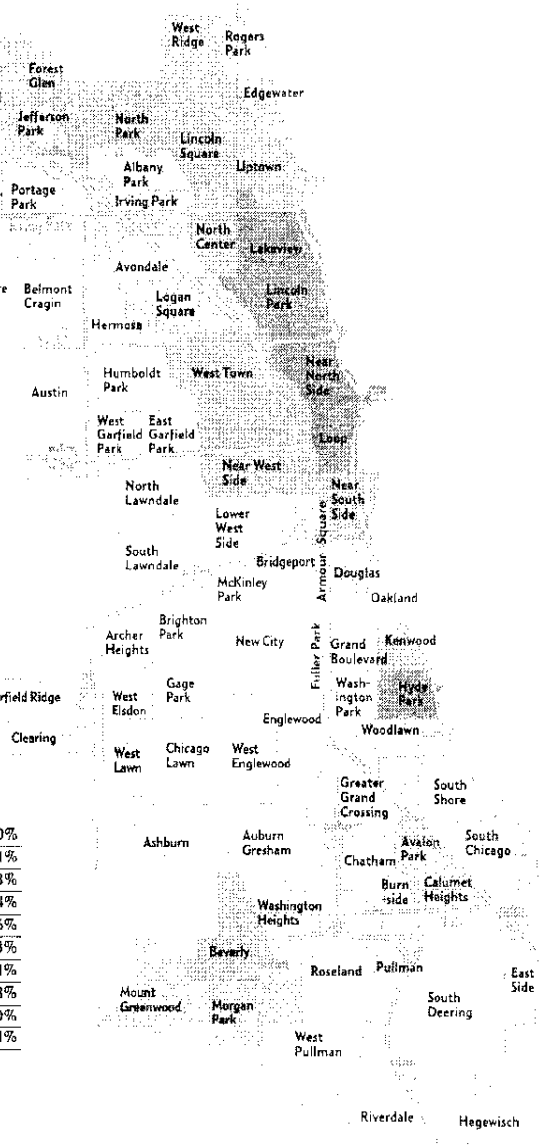 West
Ridge
Rogers
Park
Forest
Glen
Edgewater
Jefferson
Park
North
Park
Lincoln
Square
Albany
Park
Uptown
Portage
Park
Irving Park
North
Center
Lakeview
Avondale
Belmont
Cragin
Logan
Square
Lincoln
Park
Hermosa
Humboldt
Park
West Town
Near
North
Side
Austin
West
Garfield
Park
East
Garfield
Park
Loop
Near West
Side
North
Lawndale
Near
South
Side
Lower
West
Side
Armour Square
South
Lawndale
Bridgeport
Douglas
McKinley
Park
Oakland
Brighton
Park
Archer
Heights
New City
Fuller Park
Grand
Boulevard
Kenwood
rfield Ridge
West
Elsdon
Gage
Park
Wash-
ington
Park
Hyde
Park
Englewood
Woodlawn
Clearing
West
Lawn
Chicago
Lawn
West
Englewood
Greater
Grand
Crossing
South
Shore
Ashburn
Auburn
Gresham
Chatham
Avalon
Park
South
Chicago
Burn
-side
Calumet
Heights
Washington
Heights
Beverly
Roseland
Pullman
East
Side
Mount
Greenwood
Morgan
Park
South
Deering
West
Pullman
Riverdale
Hegewisch